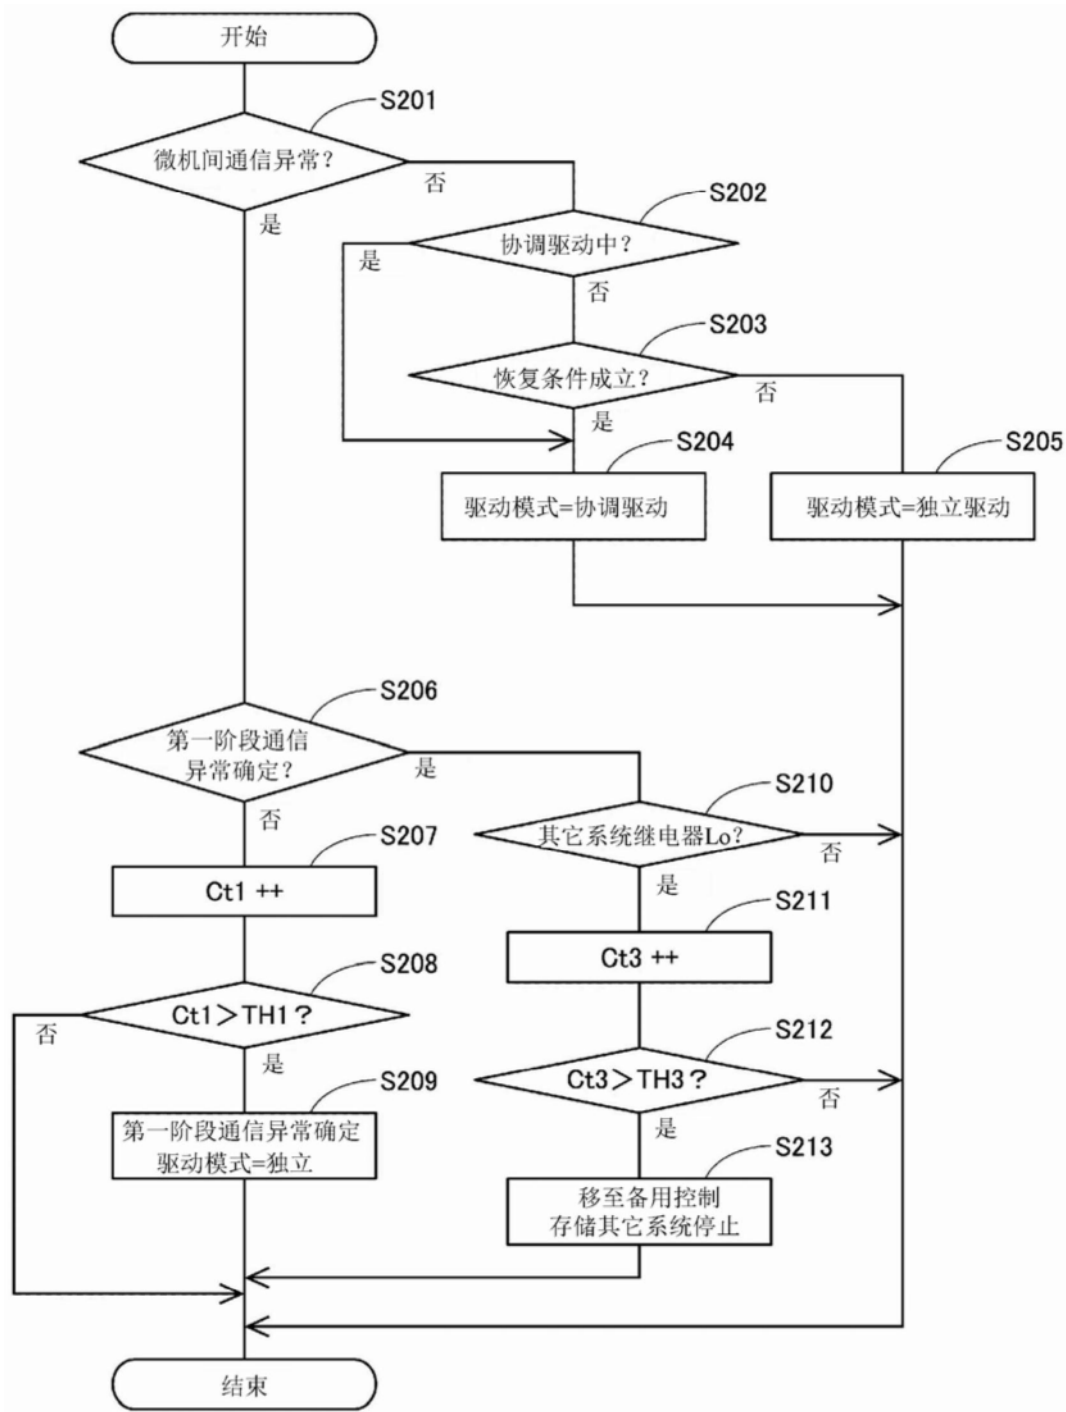 开始
S201
微机间通信异常?
否
是
S202
协调驱动中?
是
否
S203
恢复条件成立?
否
是
S204
驱动模式=协调驱动
S205
驱动模式=独立驱动
S206
第一阶段通信
异常确定?
是
否
S207
Ct1 ++
S208
Ct1＞TH1?
否
是
S209
第一阶段通信异常确定
驱动模式=独立
S210
其它系统继电器Lo?
否
是
S211
Ct3 ++
S212
Ct3＞TH3?
否
是
S213
移至备用控制
存储其它系统停止
结束